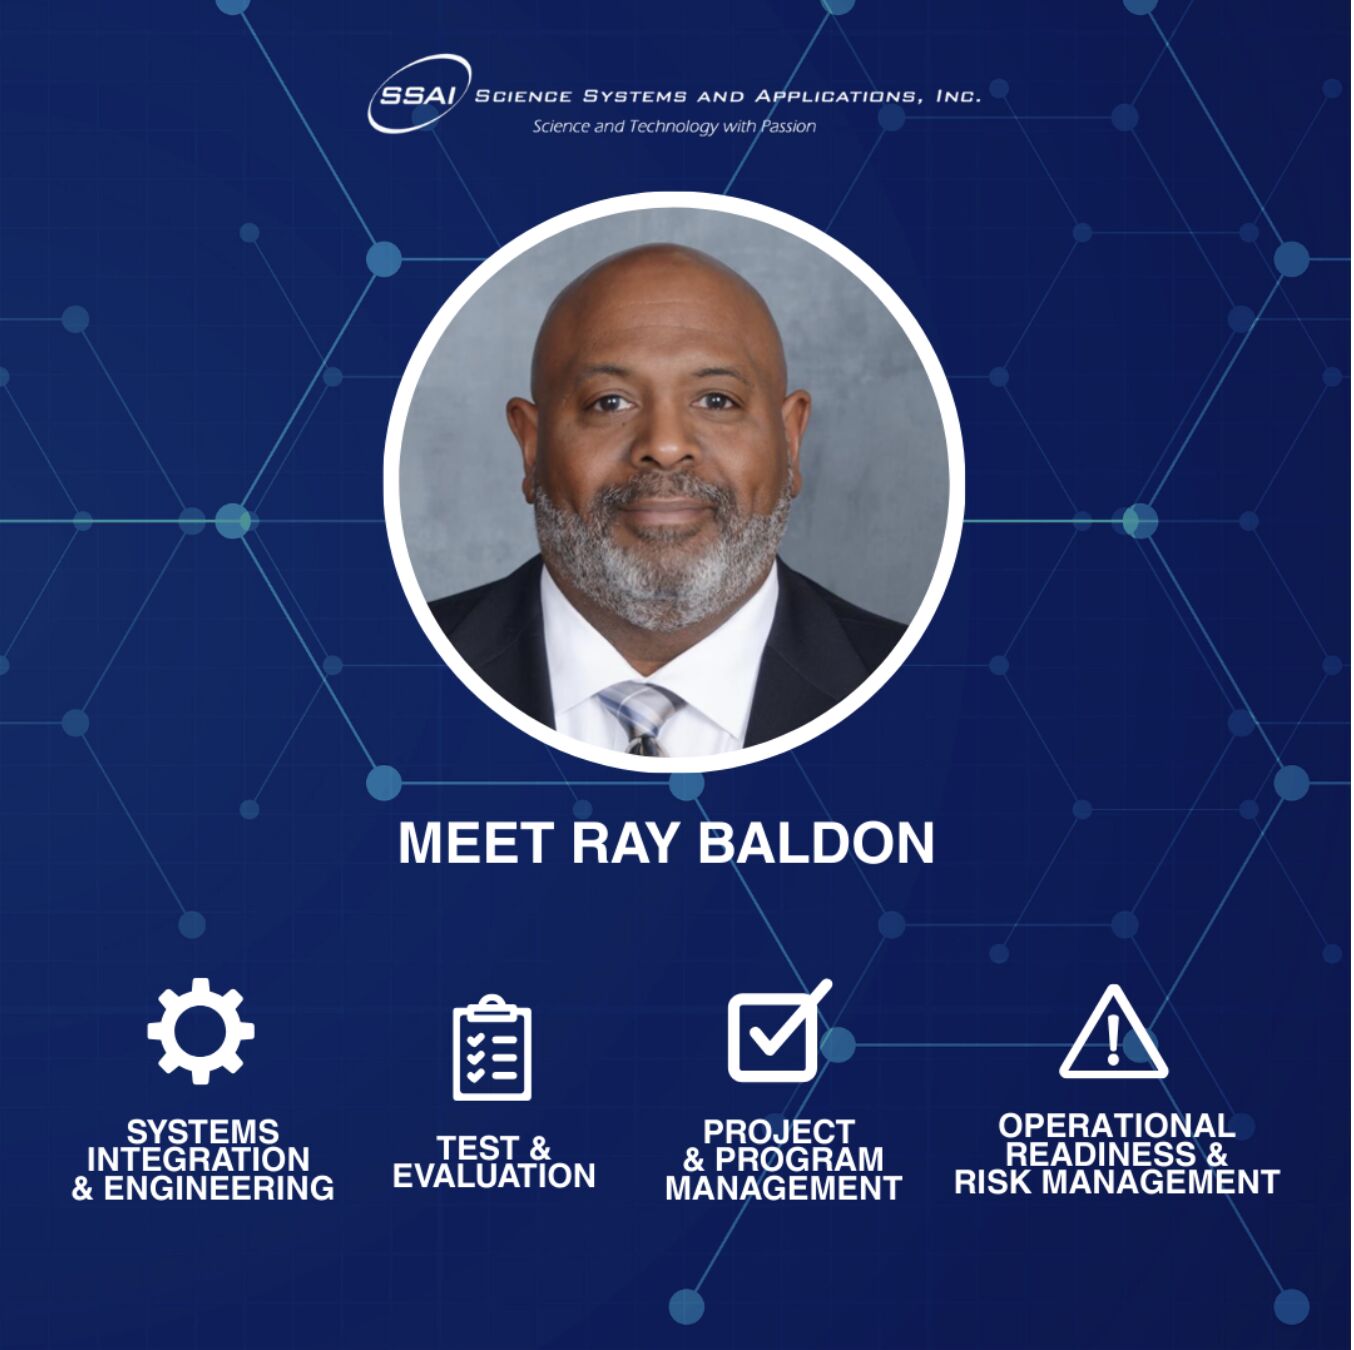 SSAI SCIENCE SYSTEMS AND APPLICATIONS, INC.
Science and Technology with Passion
MEET RAY BALDON
SYSTEMS
INTEGRATION
& ENGINEERING
TEST &
EVALUATION
PROJECT
& PROGRAM
MANAGEMENT
OPERATIONAL
READINESS &
RISK MANAGEMENT